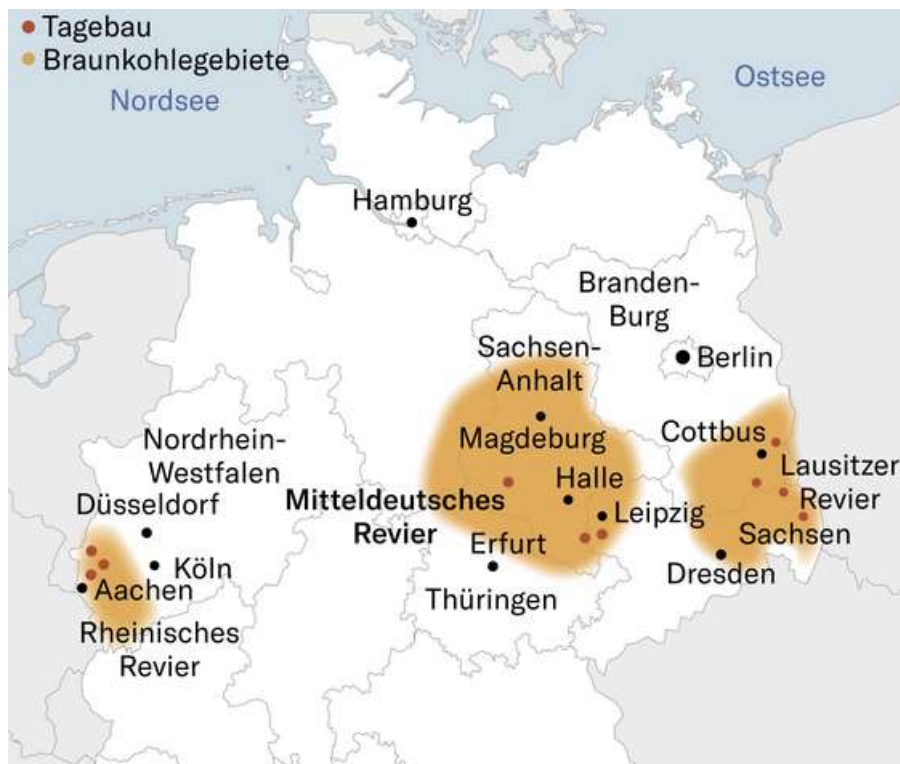 Tagebau
Braunkohlegebiete
Nordsee
Ostsee
Hamburg
Branden-
Burg
Berlin
Sachsen-
Anhalt
Magdeburg
Cottbus
Nordrhein-
Westfalen
Düsseldorf
Halle
Lausitzer
Revier
Mitteldeutsches
Revier
Leipzig
Sachsen
Erfurt
Köln
Dresden
Aachen
Thüringen
Rheinisches
Revier